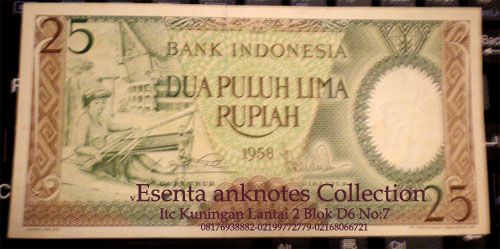 25
BANK INDONESIA
DUA PULUH LIMA
RUPIAH
1958
Esenta anknotes Collection
Itc Kuningan Lantai 2 Blok D6 No:7
08176938882-02199772779-02168066721
25